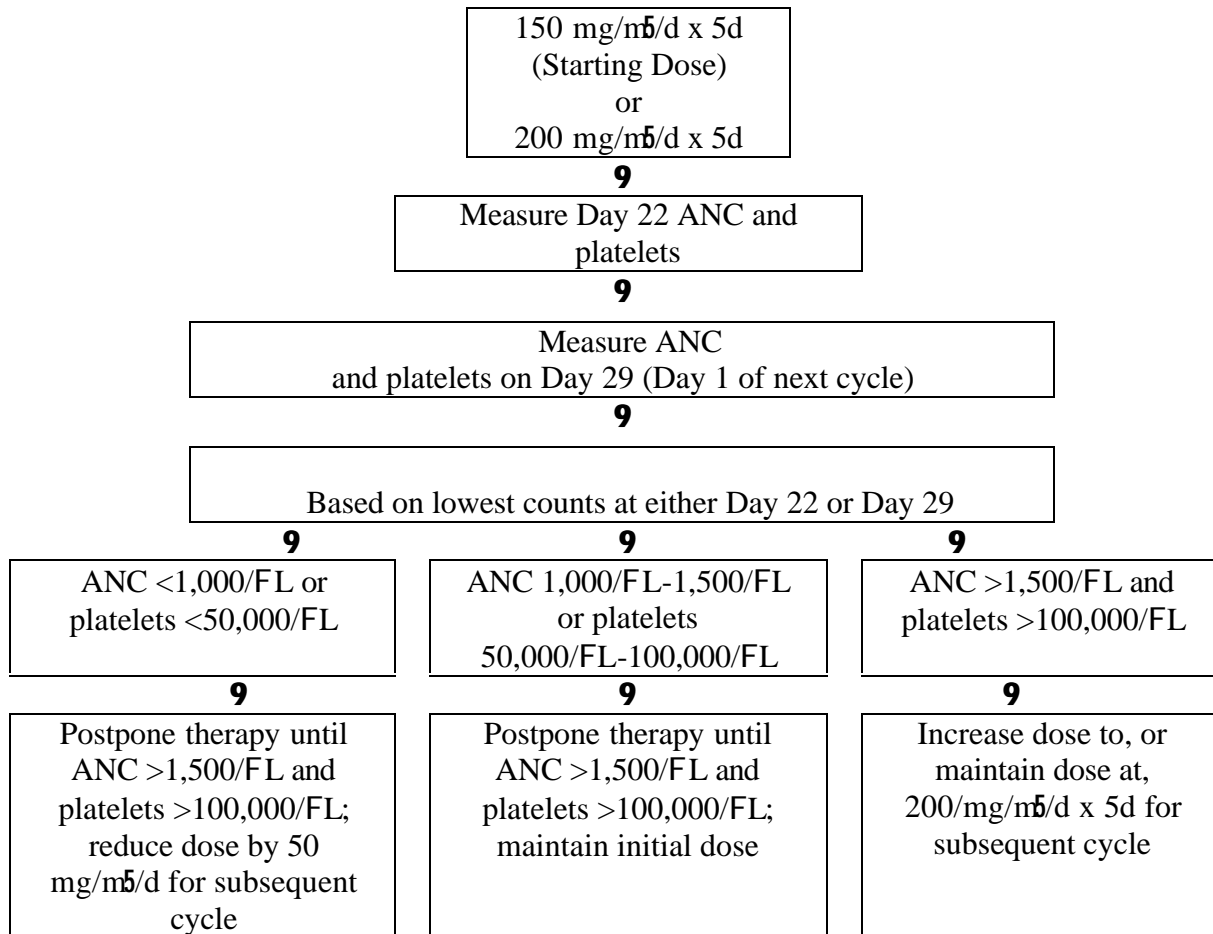 150 mg/m5/d x 5d
(Starting Dose)
or
200 mg/m5/d x 5d
9
Measure Day 22 ANC and
platelets
9
Measure ANC
and platelets on Day 29 (Day 1 of next cycle)
9
Based on lowest counts at either Day 22 or Day 29
9
9
9
ANC <1,000/FL or
platelets <50,000/FL
ANC 1,000/FL-1,500/FL
or platelets
50,000/FL-100,000/FL
ANC >1,500/FL and
platelets >100,000/FL
9
9
9
Postpone therapy until
ANC >1,500/FL and
platelets >100,000/FL;
reduce dose by 50
mg/m5/d for subsequent
cycle
Postpone therapy until
ANC >1,500/FL and
platelets >100,000/FL;
maintain initial dose
Increase dose to, or
maintain dose at,
200/mg/m5/d x 5d for
subsequent cycle